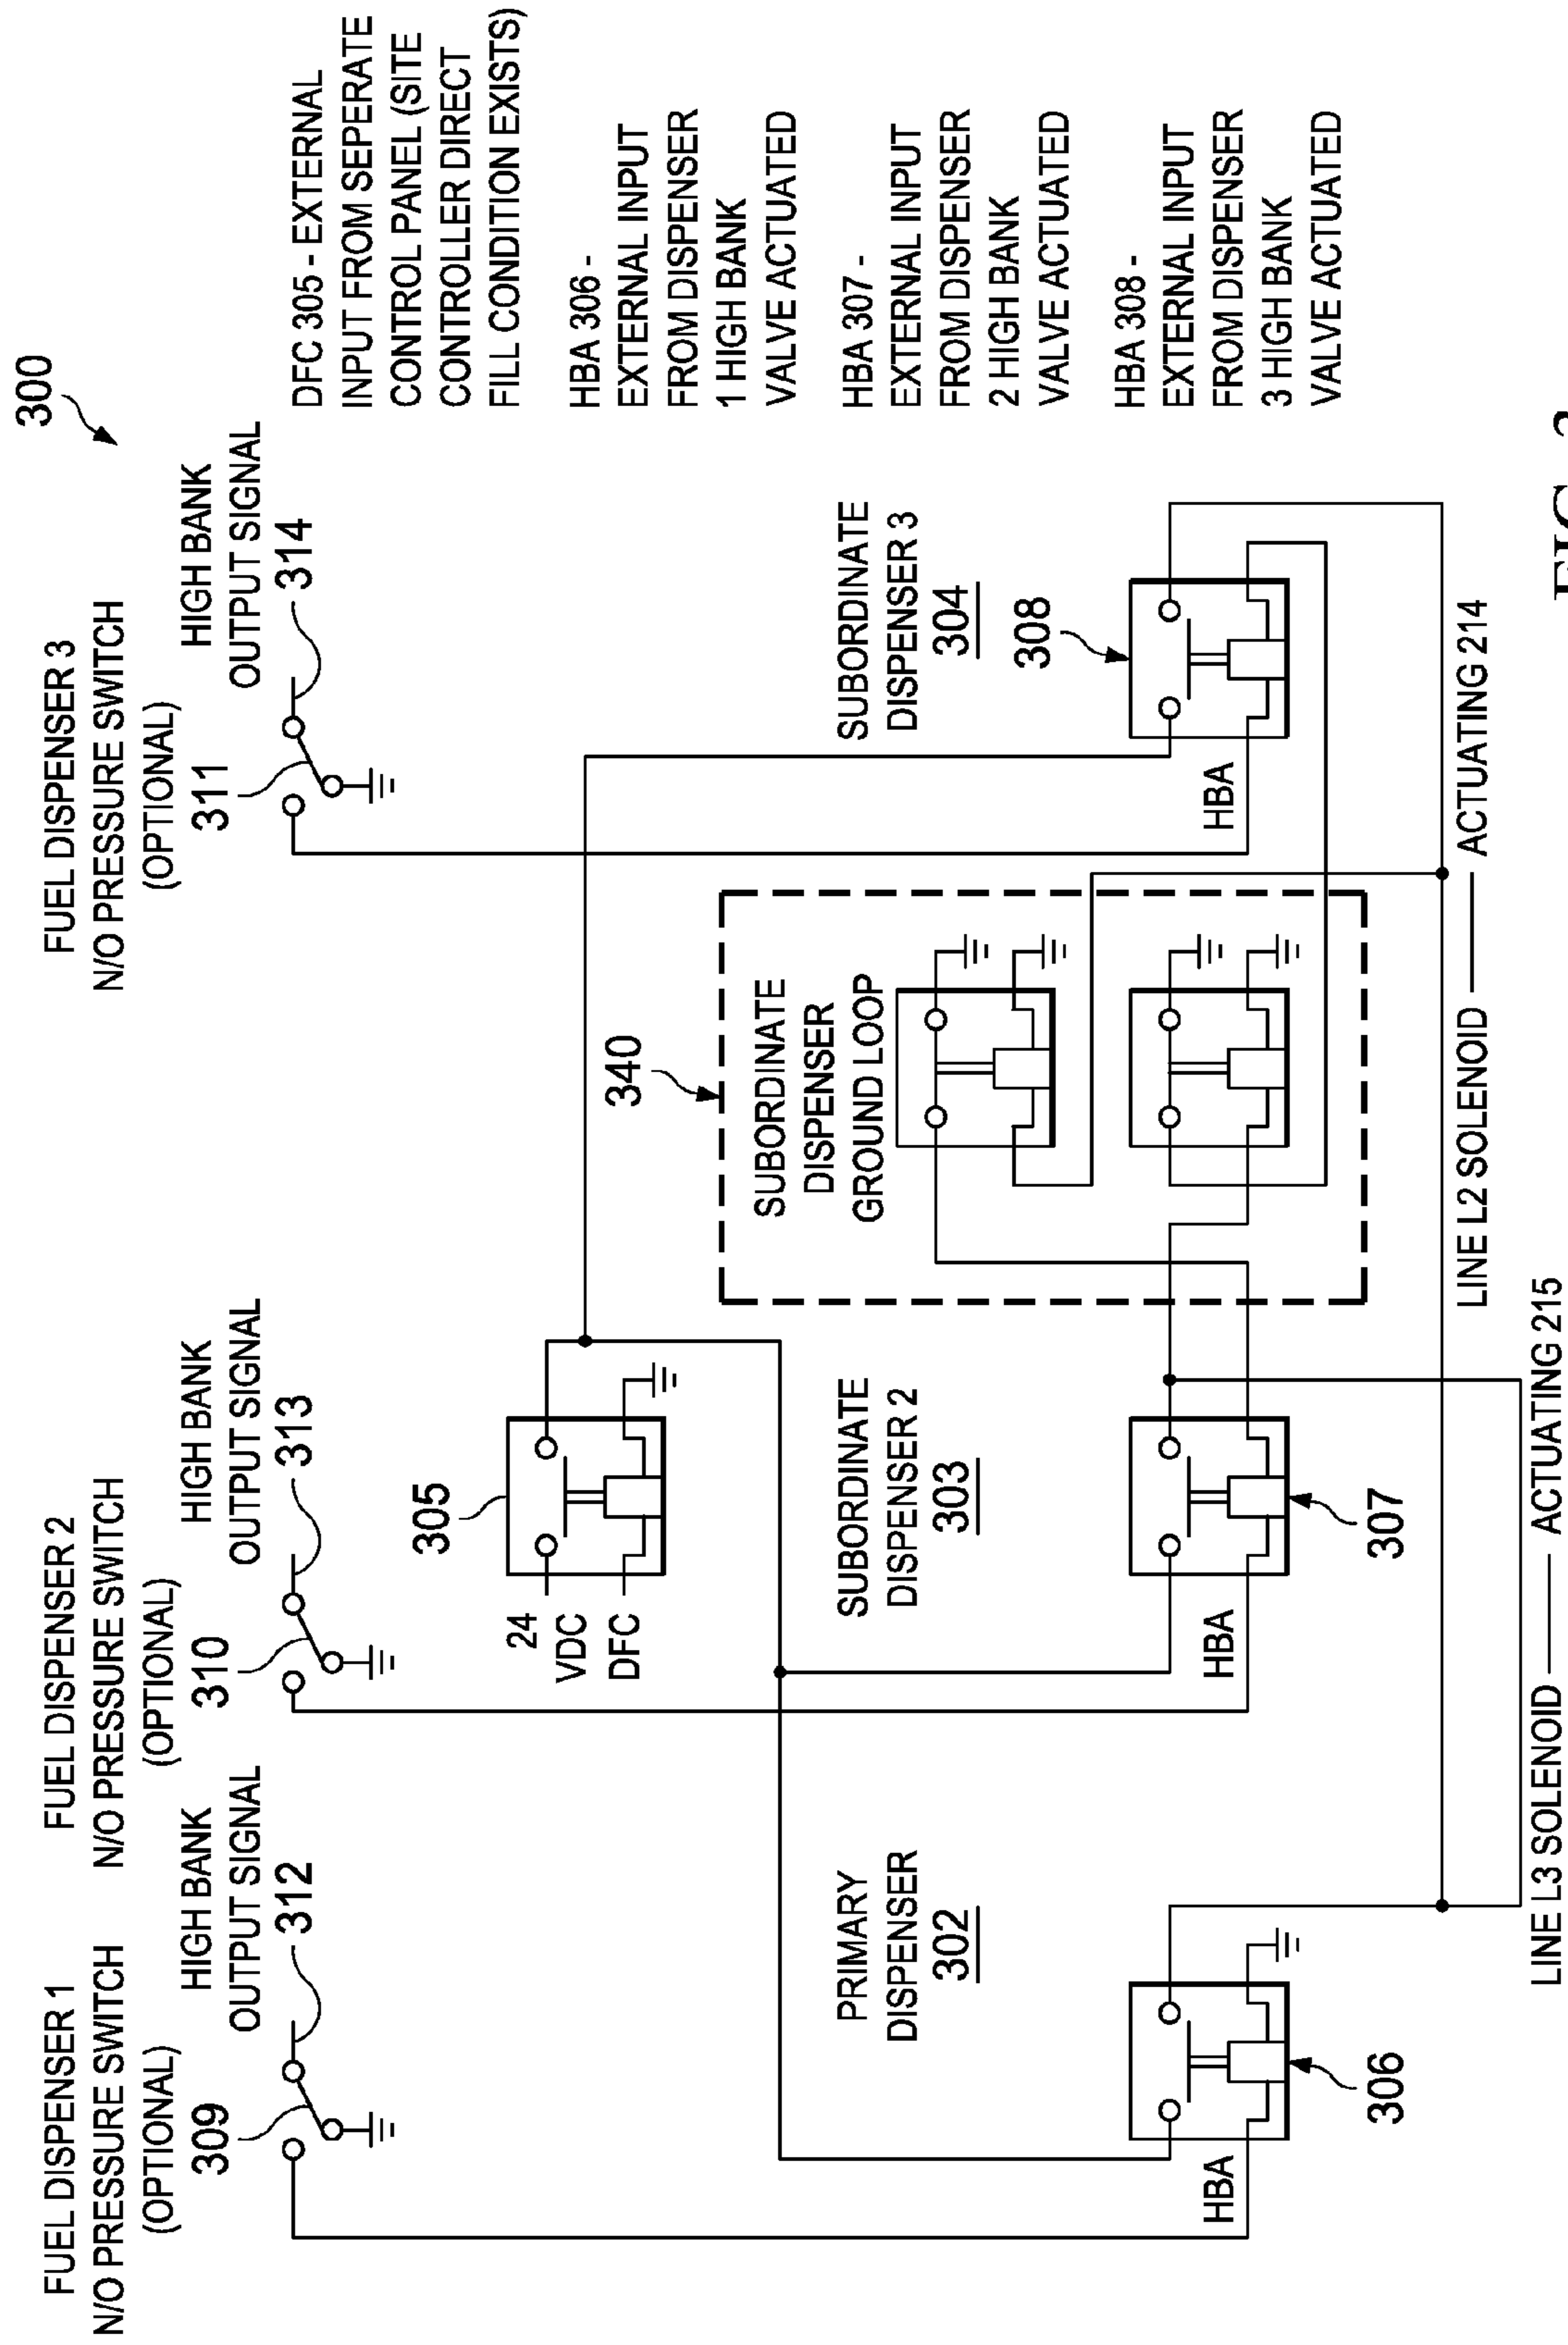 300
FUEL DISPENSER 1
N/O PRESSURE SWITCH
(OPTIONAL)
309
HIGH BANK
OUTPUT SIGNAL
312
FUEL DISPENSER 2
N/O PRESSURE SWITCH
(OPTIONAL)
310
HIGH BANK
OUTPUT SIGNAL
313
FUEL DISPENSER 3
N/O PRESSURE SWITCH
(OPTIONAL)
311
HIGH BANK
OUTPUT SIGNAL
314
DFC 305 - EXTERNAL
INPUT FROM SEPERATE
CONTROL PANEL (SITE
CONTROLLER DIRECT
FILL CONDITION EXISTS)
HBA 306 -
EXTERNAL INPUT
FROM DISPENSER
1 HIGH BANK
VALVE ACTUATED
HBA 307 -
EXTERNAL INPUT
FROM DISPENSER
2 HIGH BANK
VALVE ACTUATED
HBA 308 -
EXTERNAL INPUT
FROM DISPENSER
3 HIGH BANK
VALVE ACTUATED
305
24
VDC
DFC
340
SUBORDINATE
DISPENSER
GROUND LOOP
PRIMARY
DISPENSER
302
HBA
306
SUBORDINATE
DISPENSER 2
303
HBA
307
SUBORDINATE
DISPENSER 3
304
308
HBA
LINE L2 SOLENOID
ACTUATING 214
LINE L3 SOLENOID
ACTUATING 215